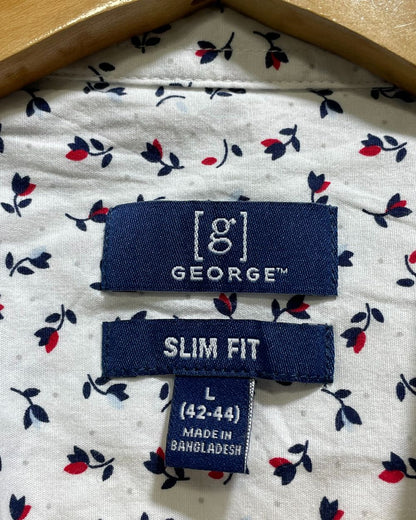 [g]
GEORGE™
SLIM FIT
L
(42-44)
MADE IN
BANGLADESH